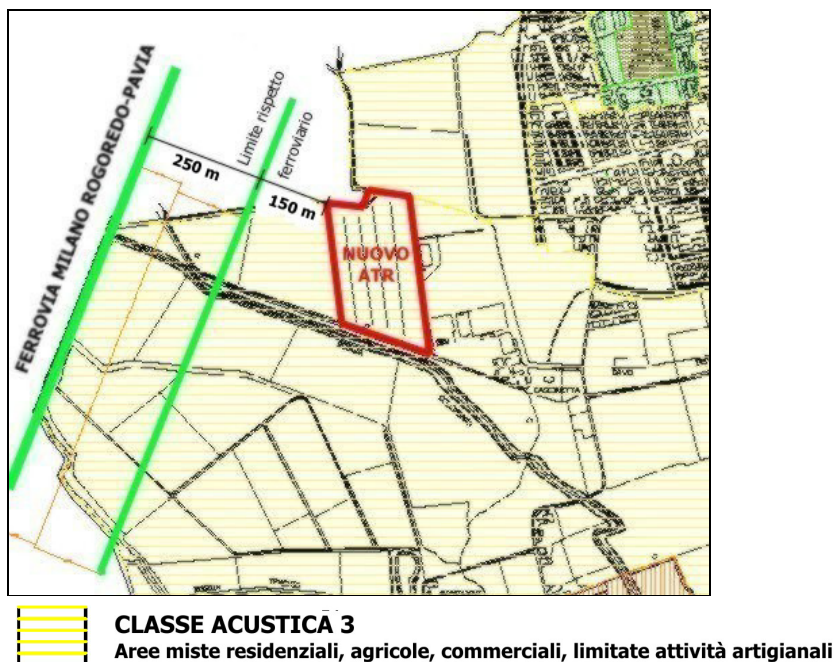 FERROVIA MILANO ROGOREDO-PAVIA
Limite rispetto
ferroviario
250 m
150 m
NUOVO
ATR
CASCINETTA
CLASSE ACUSTICA 3
Aree miste residenziali, agricole, commerciali, limitate attività artigianali